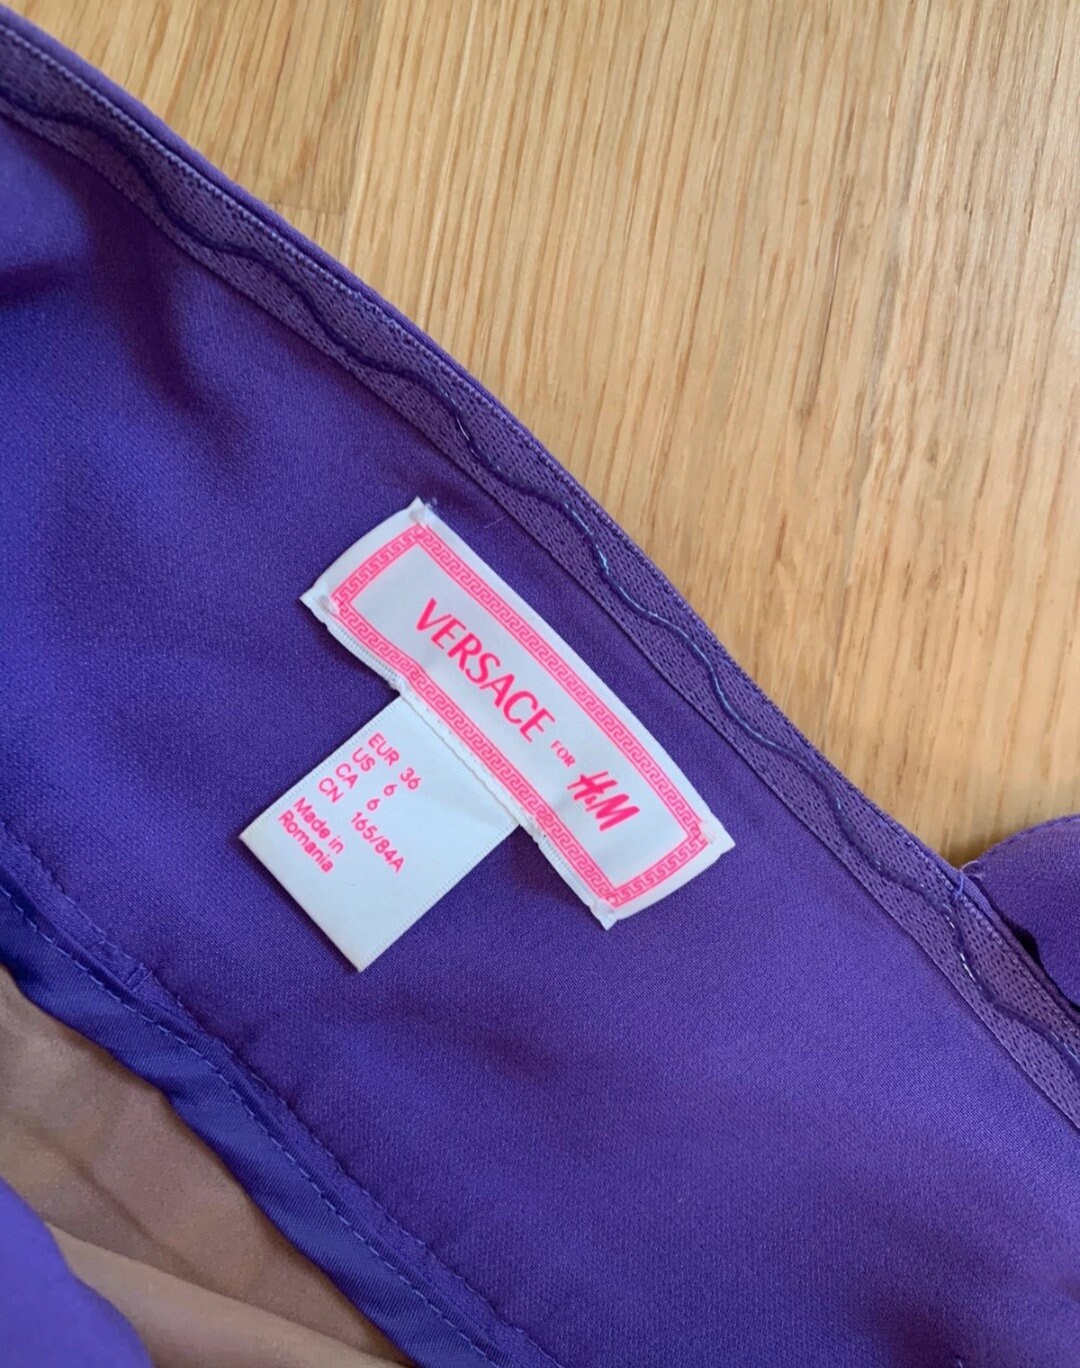 VERSACE FOR H&M
EUR 36
US 6
CA 6
CN 165/84A
Made in
Romania